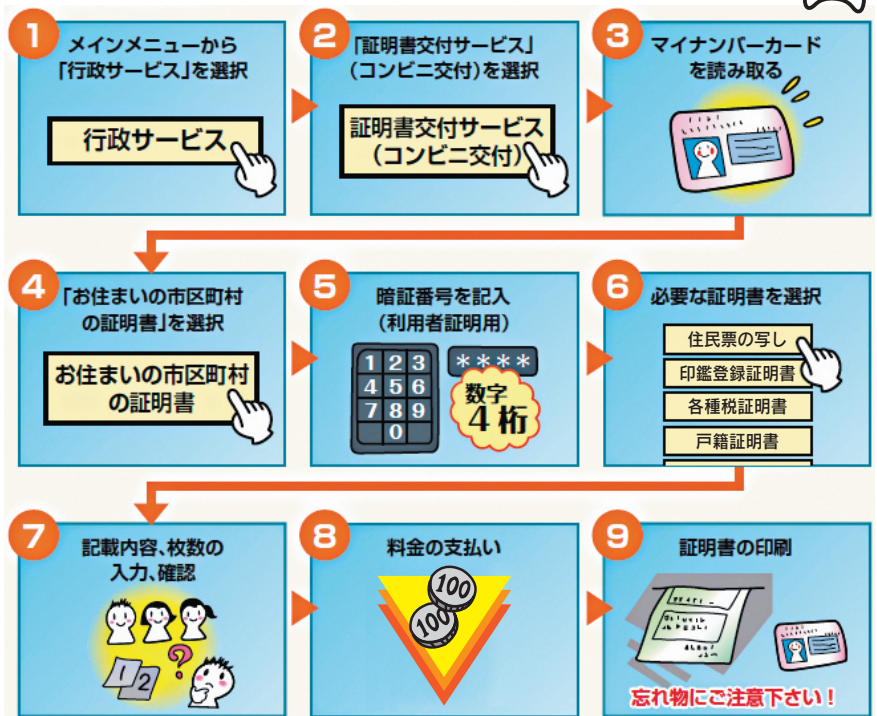 1
メインメニューから
「行政サービス」を選択
行政サービス
2
「証明書交付サービス」
(コンビニ交付)を選択
証明書交付サービス
(コンビニ交付)
3
マイナンバーカード
を読み取る
4
「お住まいの市区町村
の証明書」を選択
お住まいの市区町村
の証明書
5
暗証番号を記入
(利用者証明用)
1 2 3
4 5 6
7 8 9
0
****
数字
4桁
6
必要な証明書を選択
住民票の写し
印鑑登録証明書
各種税証明書
戸籍証明書
7
記載内容、枚数の
入力、確認
1 2
?
8
料金の支払い
100
100
9
証明書の印刷
忘れ物にご注意下さい!